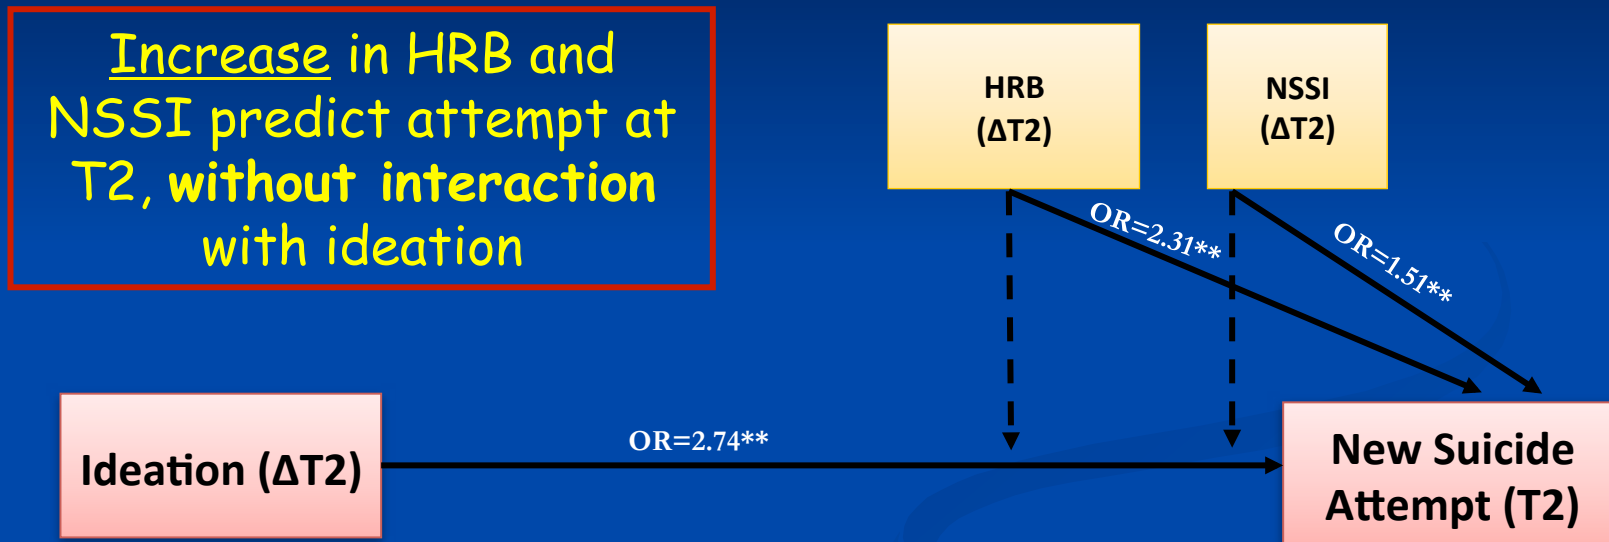 Increase in HRB and
NSSI predict attempt at
T2, without interaction
with ideation
HRB
(ΔT2)
NSSI
(ΔT2)
OR=2.31**
OR=1.51**
OR=2.74**
Ideation (ΔT2)
New Suicide
Attempt (T2)